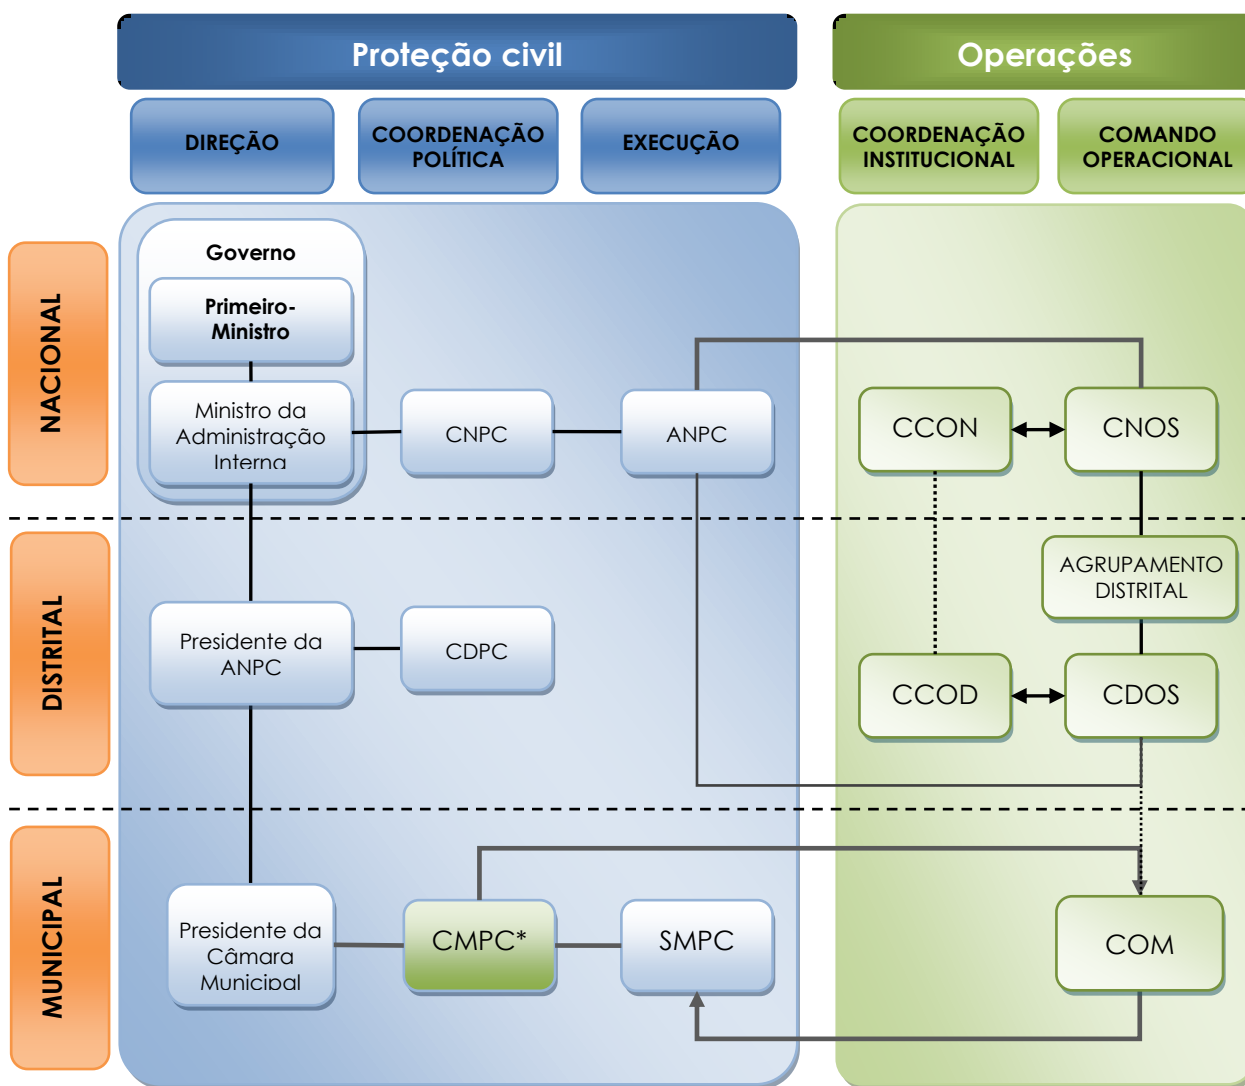 Proteção civil
Operações
DIREÇÃO
COORDENAÇÃO
POLÍTICA
EXECUÇÃO
COORDENAÇÃO
INSTITUCIONAL
COMANDO
OPERACIONAL
NACIONAL
Governo
Primeiro-
Ministro
Ministro da
Administração
Interna
CNPC
ANPC
CCON
CNOS
DISTRITAL
AGRUPAMENTO
DISTRITAL
Presidente da
ANPC
CDPC
CCOD
CDOS
MUNICIPAL
Presidente da
Câmara
Municipal
CMPC*
SMPC
COM